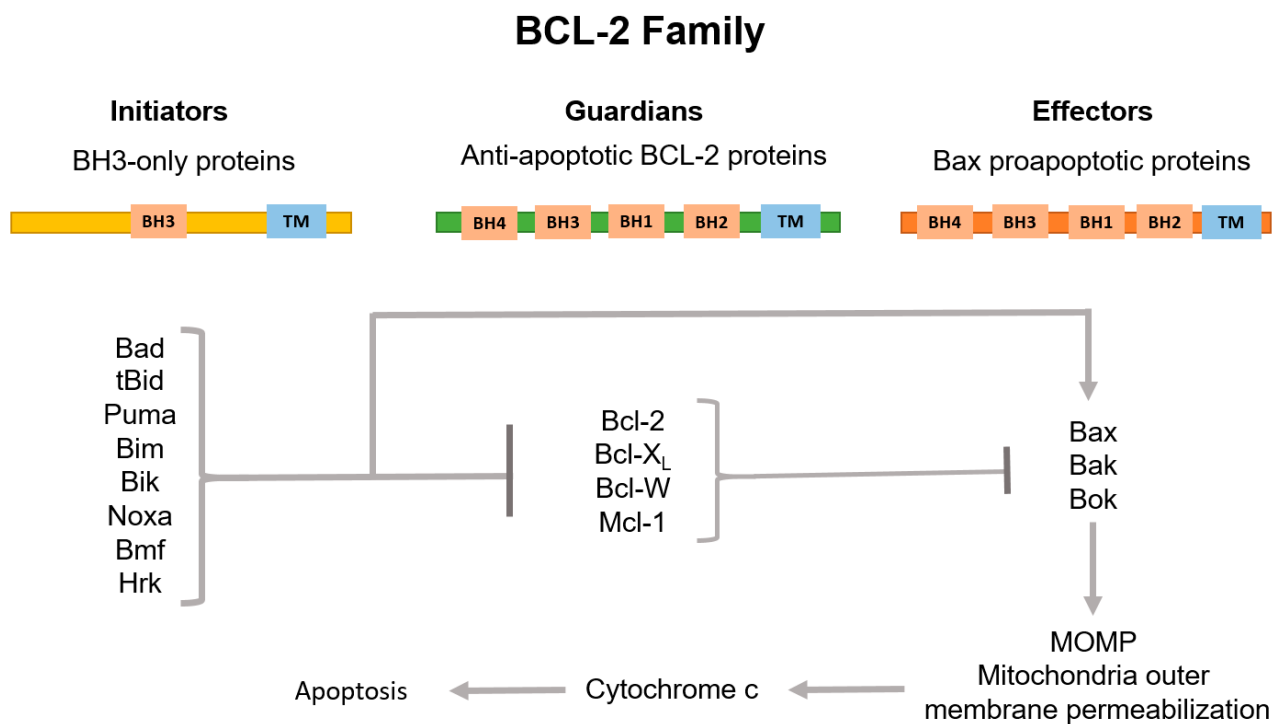 BCL-2 Family
Initiators
BH3-only proteins
BH3
TM
Guardians
Anti-apoptotic BCL-2 proteins
BH4
BH3
BH1
BH2
TM
Effectors
Bax proapoptotic proteins
BH4
BH3
BH1
BH2
TM
Bad
tBid
Puma
Bim
Bik
Noxa
Bmf
Hrk
Bcl-2
Bcl-X_L
Bcl-W
Mcl-1
Bax
Bak
Bok
MOMP
Mitochondria outer
membrane permeabilization
Cytochrome c
Apoptosis